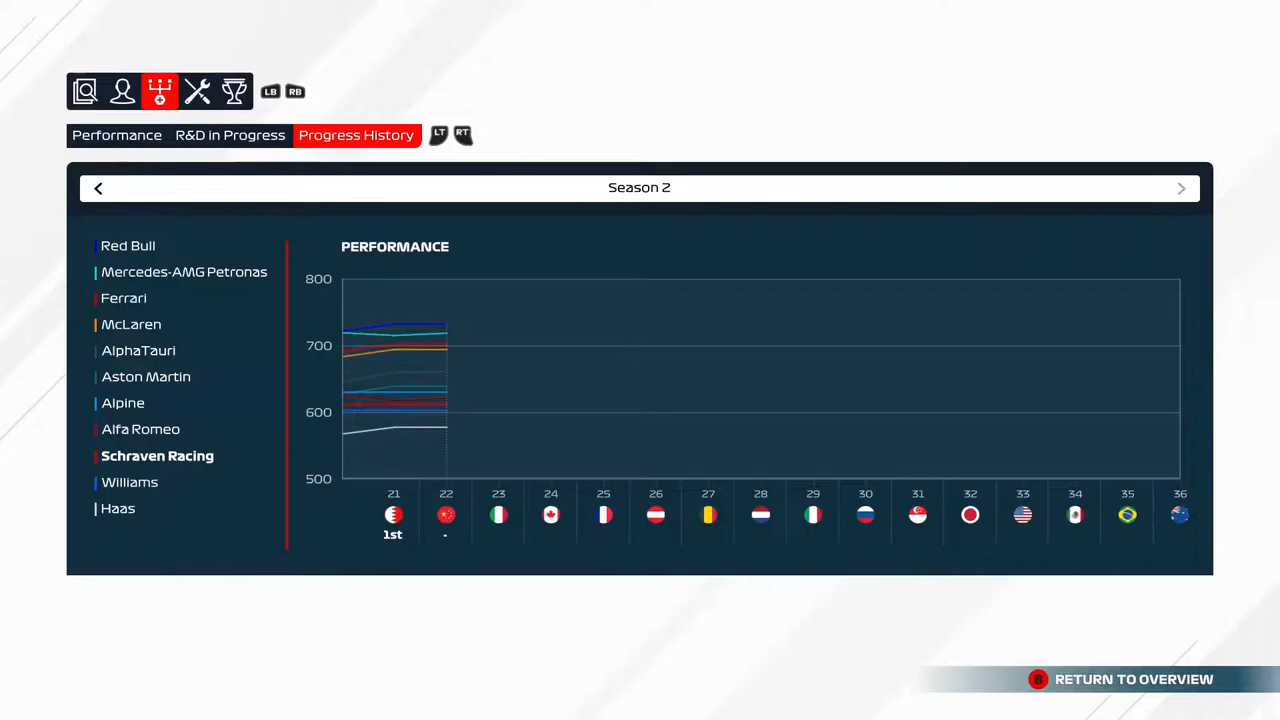 LB RB
Performance R&D in Progress Progress History LT RT
Season 2
Red Bull
Mercedes-AMG Petronas
Ferrari
McLaren
AlphaTauri
Aston Martin
Alpine
Alfa Romeo
Schraven Racing
Williams
Haas
PERFORMANCE
800
700
600
500
21 22 23 24 25 26 27 28 29 30 31 32 33 34 35 36
1st -
B RETURN TO OVERVIEW